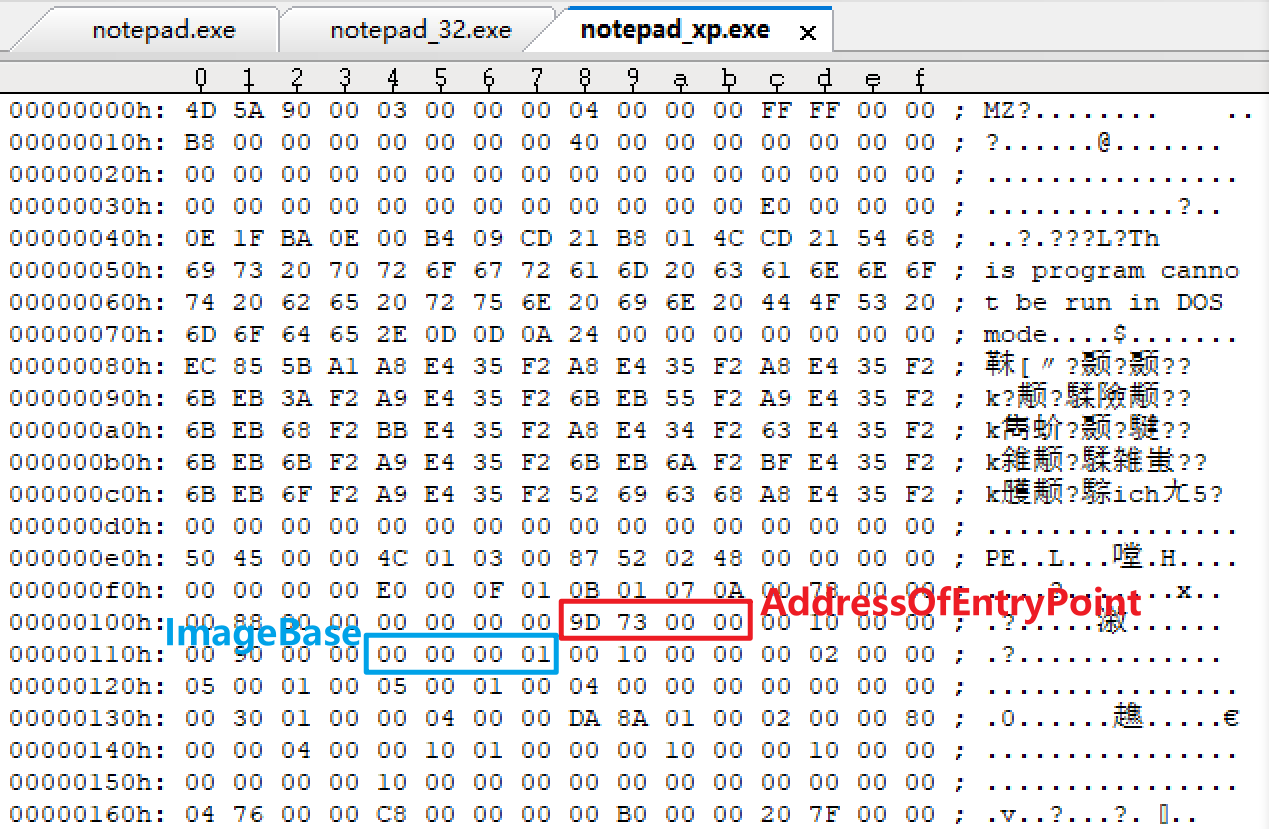 notepad.exe notepad_32.exe notepad_xp.exe ×
0 1 2 3 4 5 6 7 8 9 a b c d e f
00000000h: 4D 5A 90 00 03 00 00 00 04 00 00 00 FF FF 00 00 ; MZ?........ ..
00000010h: B8 00 00 00 00 00 00 00 40 00 00 00 00 00 00 00 ; ?......@.......
00000020h: 00 00 00 00 00 00 00 00 00 00 00 00 00 00 00 00 ; ................
00000030h: 00 00 00 00 00 00 00 00 00 00 00 00 E0 00 00 00 ; ............?..
00000040h: 0E 1F BA 0E 00 B4 09 CD 21 B8 01 4C CD 21 54 68 ; ..?.???L?Th
00000050h: 69 73 20 70 72 6F 67 72 61 6D 20 63 61 6E 6E 6F ; is program canno
00000060h: 74 20 62 65 20 72 75 6E 20 69 6E 20 44 4F 53 20 ; t be run in DOS
00000070h: 6D 6F 64 65 2E 0D 0D 0A 24 00 00 00 00 00 00 00 ; mode....$.......
00000080h: EC 85 5B A1 A8 E4 35 F2 A8 E4 35 F2 A8 E4 35 F2 ; 靺[〃?颞?颞??
00000090h: 6B EB 3A F2 A9 E4 35 F2 6B EB 55 F2 A9 E4 35 F2 ; k?颟?騥險颟??
000000a0h: 6B EB 68 F2 BB E4 35 F2 A8 E4 34 F2 63 E4 35 F2 ; k雋蚧?颞?騗??
000000b0h: 6B EB 6B F2 A9 E4 35 F2 6B EB 6A F2 BF E4 35 F2 ; k雜颟?騥雑蚩??
000000c0h: 6B EB 6F F2 A9 E4 35 F2 52 69 63 68 A8 E4 35 F2 ; k雘颟?騌ich尢5?
000000d0h: 00 00 00 00 00 00 00 00 00 00 00 00 00 00 00 00 ; ................
000000e0h: 50 45 00 00 4C 01 03 00 87 52 02 48 00 00 00 00 ; PE..L...嘡.H....
000000f0h: 00 00 00 00 E0 00 0F 01 0B 01 07 0A 00 78 00 00 ; ....?.......x..
00000100h: 00 88 00 00 00 00 00 00 9D 73 00 00 00 10 00 00 ; .?.....漵......
ImageBase AddressOfEntryPoint
00000110h: 00 90 00 00 00 00 00 01 00 10 00 00 00 02 00 00 ; .?.............
00000120h: 05 00 01 00 05 00 01 00 04 00 00 00 00 00 00 00 ; ................
00000130h: 00 30 01 00 00 04 00 00 DA 8A 01 00 02 00 00 80 ; .0......趭.....€
00000140h: 00 00 04 00 00 10 01 00 00 00 10 00 00 10 00 00 ; ................
00000150h: 00 00 00 00 10 00 00 00 00 00 00 00 00 00 00 00 ; ................
00000160h: 04 76 00 00 C8 00 00 00 00 B0 00 00 20 7F 00 00 ; .v..?...?. ..